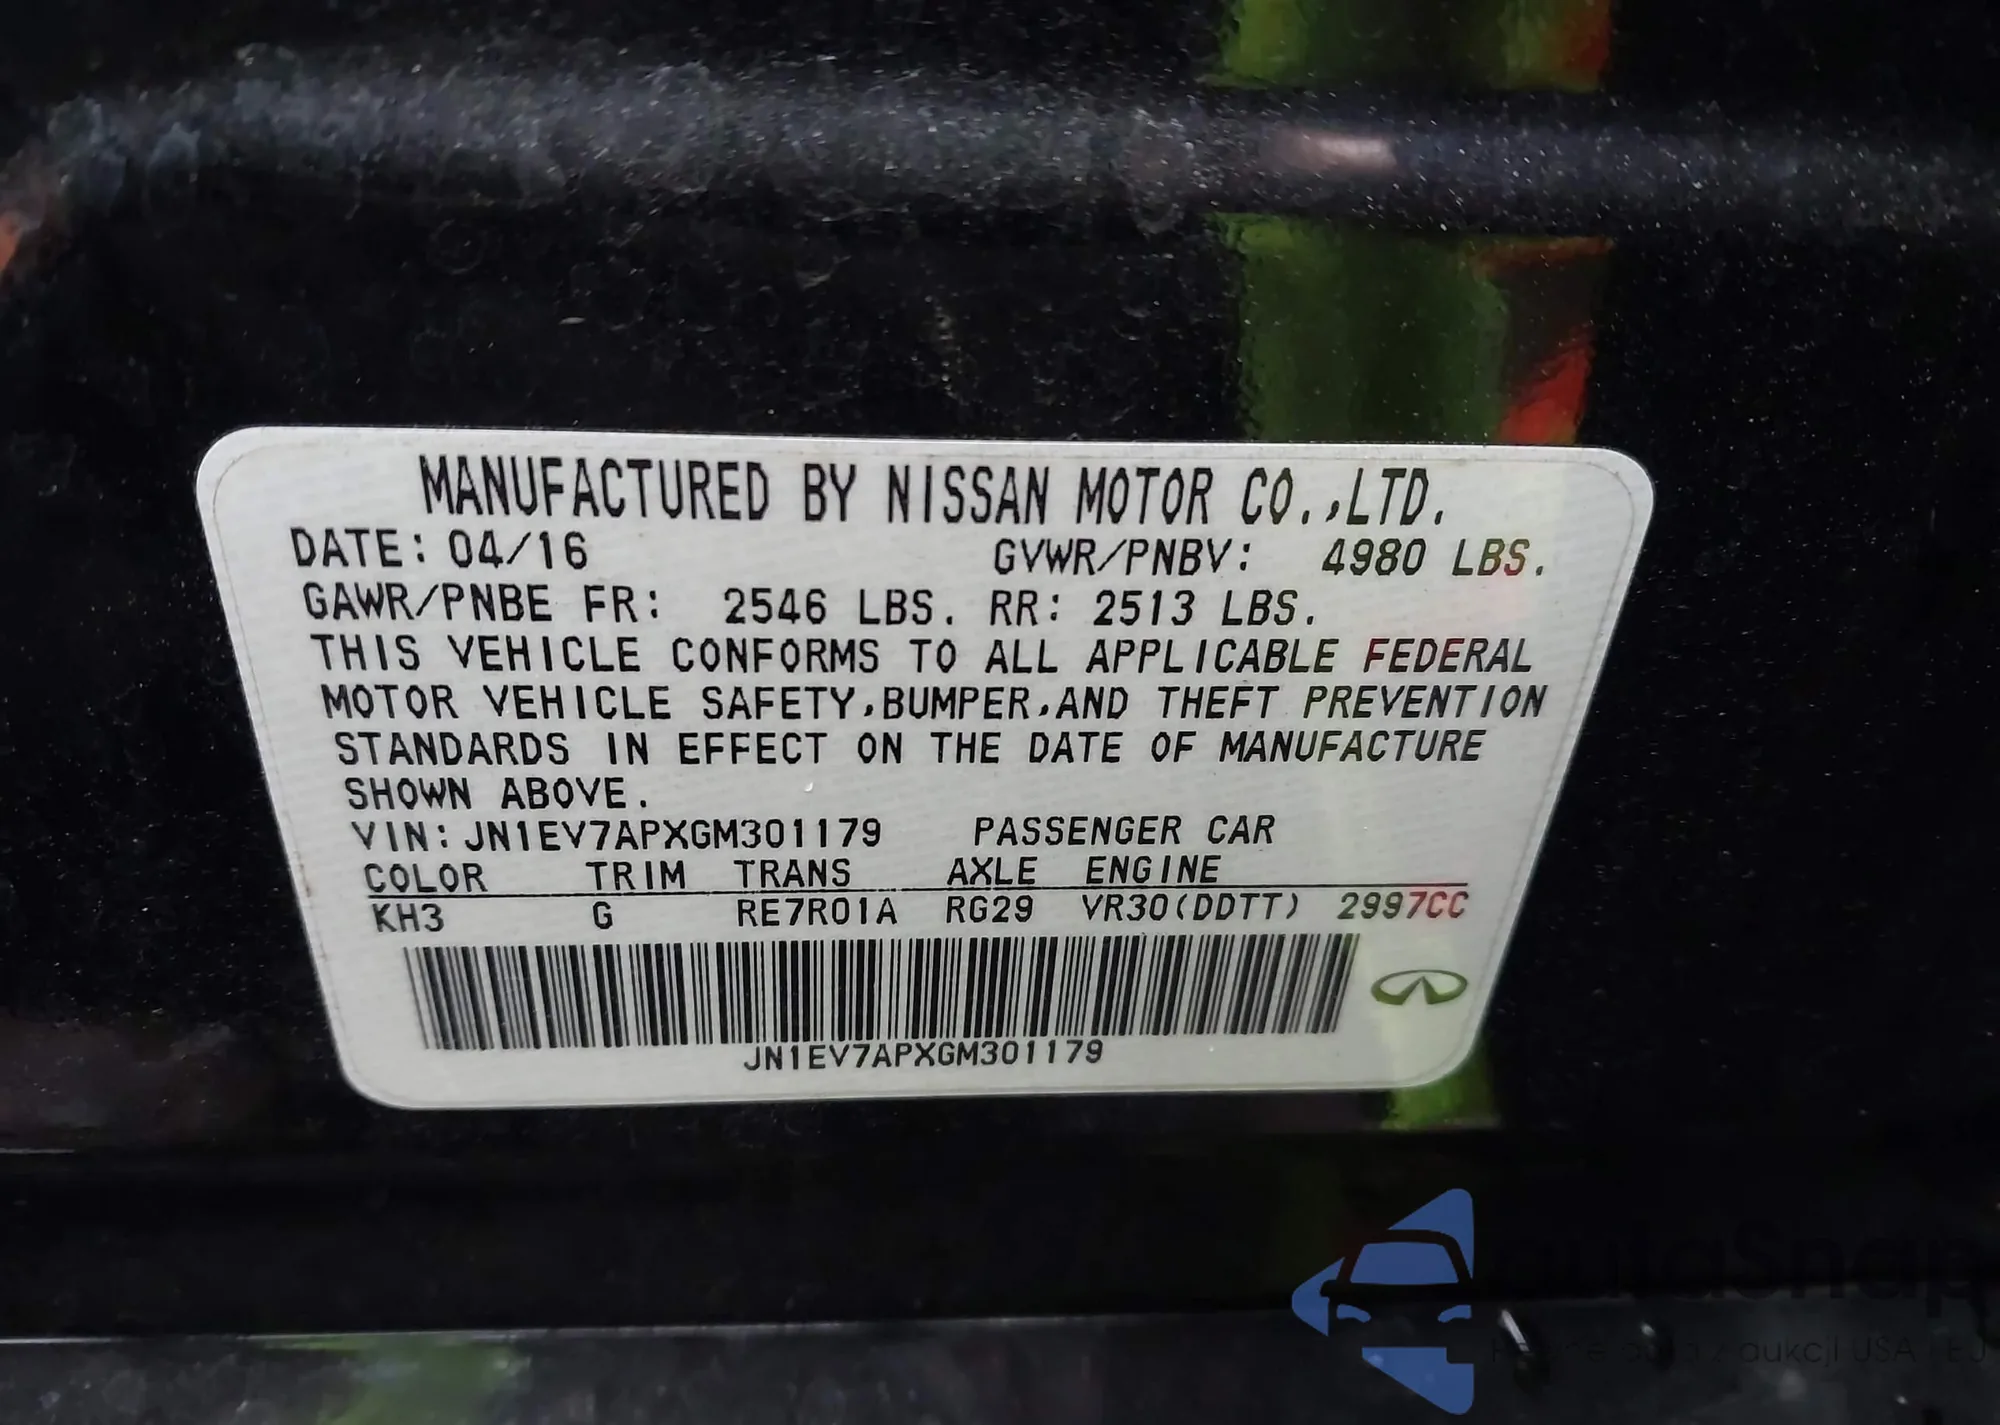 MANUFACTURED BY NISSAN MOTOR CO.,LTD.
DATE: 04/16 GVWR/PNBV: 4980 LBS.
GAWR/PNBE FR: 2546 LBS. RR: 2513 LBS.
THIS VEHICLE CONFORMS TO ALL APPLICABLE FEDERAL
MOTOR VEHICLE SAFETY,BUMPER,AND THEFT PREVENTION
STANDARDS IN EFFECT ON THE DATE OF MANUFACTURE
SHOWN ABOVE.
VIN:JN1EV7APXGM301179 PASSENGER CAR
COLOR TRIM TRANS AXLE ENGINE
KH3 G RE7R01A RG29 VR30(DDTT) 2997CC
JN1EV7APXGM301179
autoSnap
aukcji USA